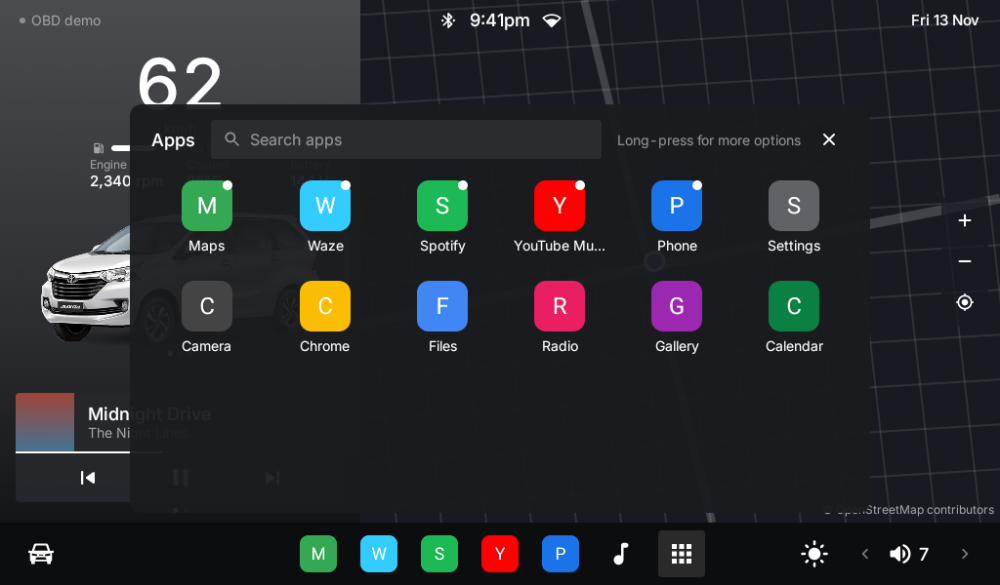 OBD demo
9:41pm
Fri 13 Nov
62
Apps
Search apps
Long-press for more options
Engine
2,340 rpm
M
W
S
Y
P
S
Maps
Waze
Spotify
YouTube Mu...
Phone
Settings
C
C
F
R
G
C
Camera
Chrome
Files
Radio
Gallery
Calendar
Midnight Drive
The Night Lines
© OpenStreetMap contributors
M
W
S
Y
P
7